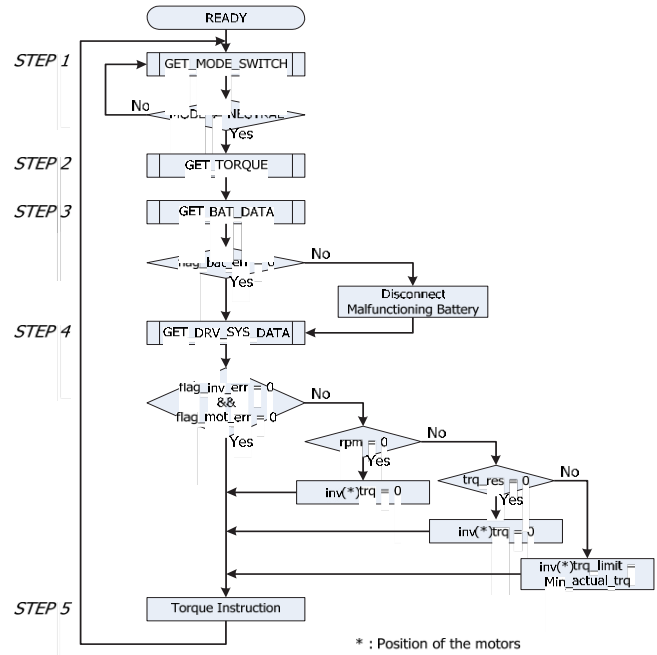 READY
STEP 1
GET_MODE_SWITCH
No
Yes
STEP 2
GET_TORQUE
STEP 3
GET_BAT_DATA
No
Yes
Disconnect
Malfunctioning Battery
STEP 4
GET_DRV_SYS_DATA
flag_inv_err = 0
&&
flag_mot_err = 0
No
Yes
rpm = 0
No
Yes
trq_res = 0
No
Yes
inv(*)trq = 0
inv(*)trq = 0
inv(*)trq_limit =
Min_actual_trq
STEP 5
Torque Instruction
* : Position of the motors